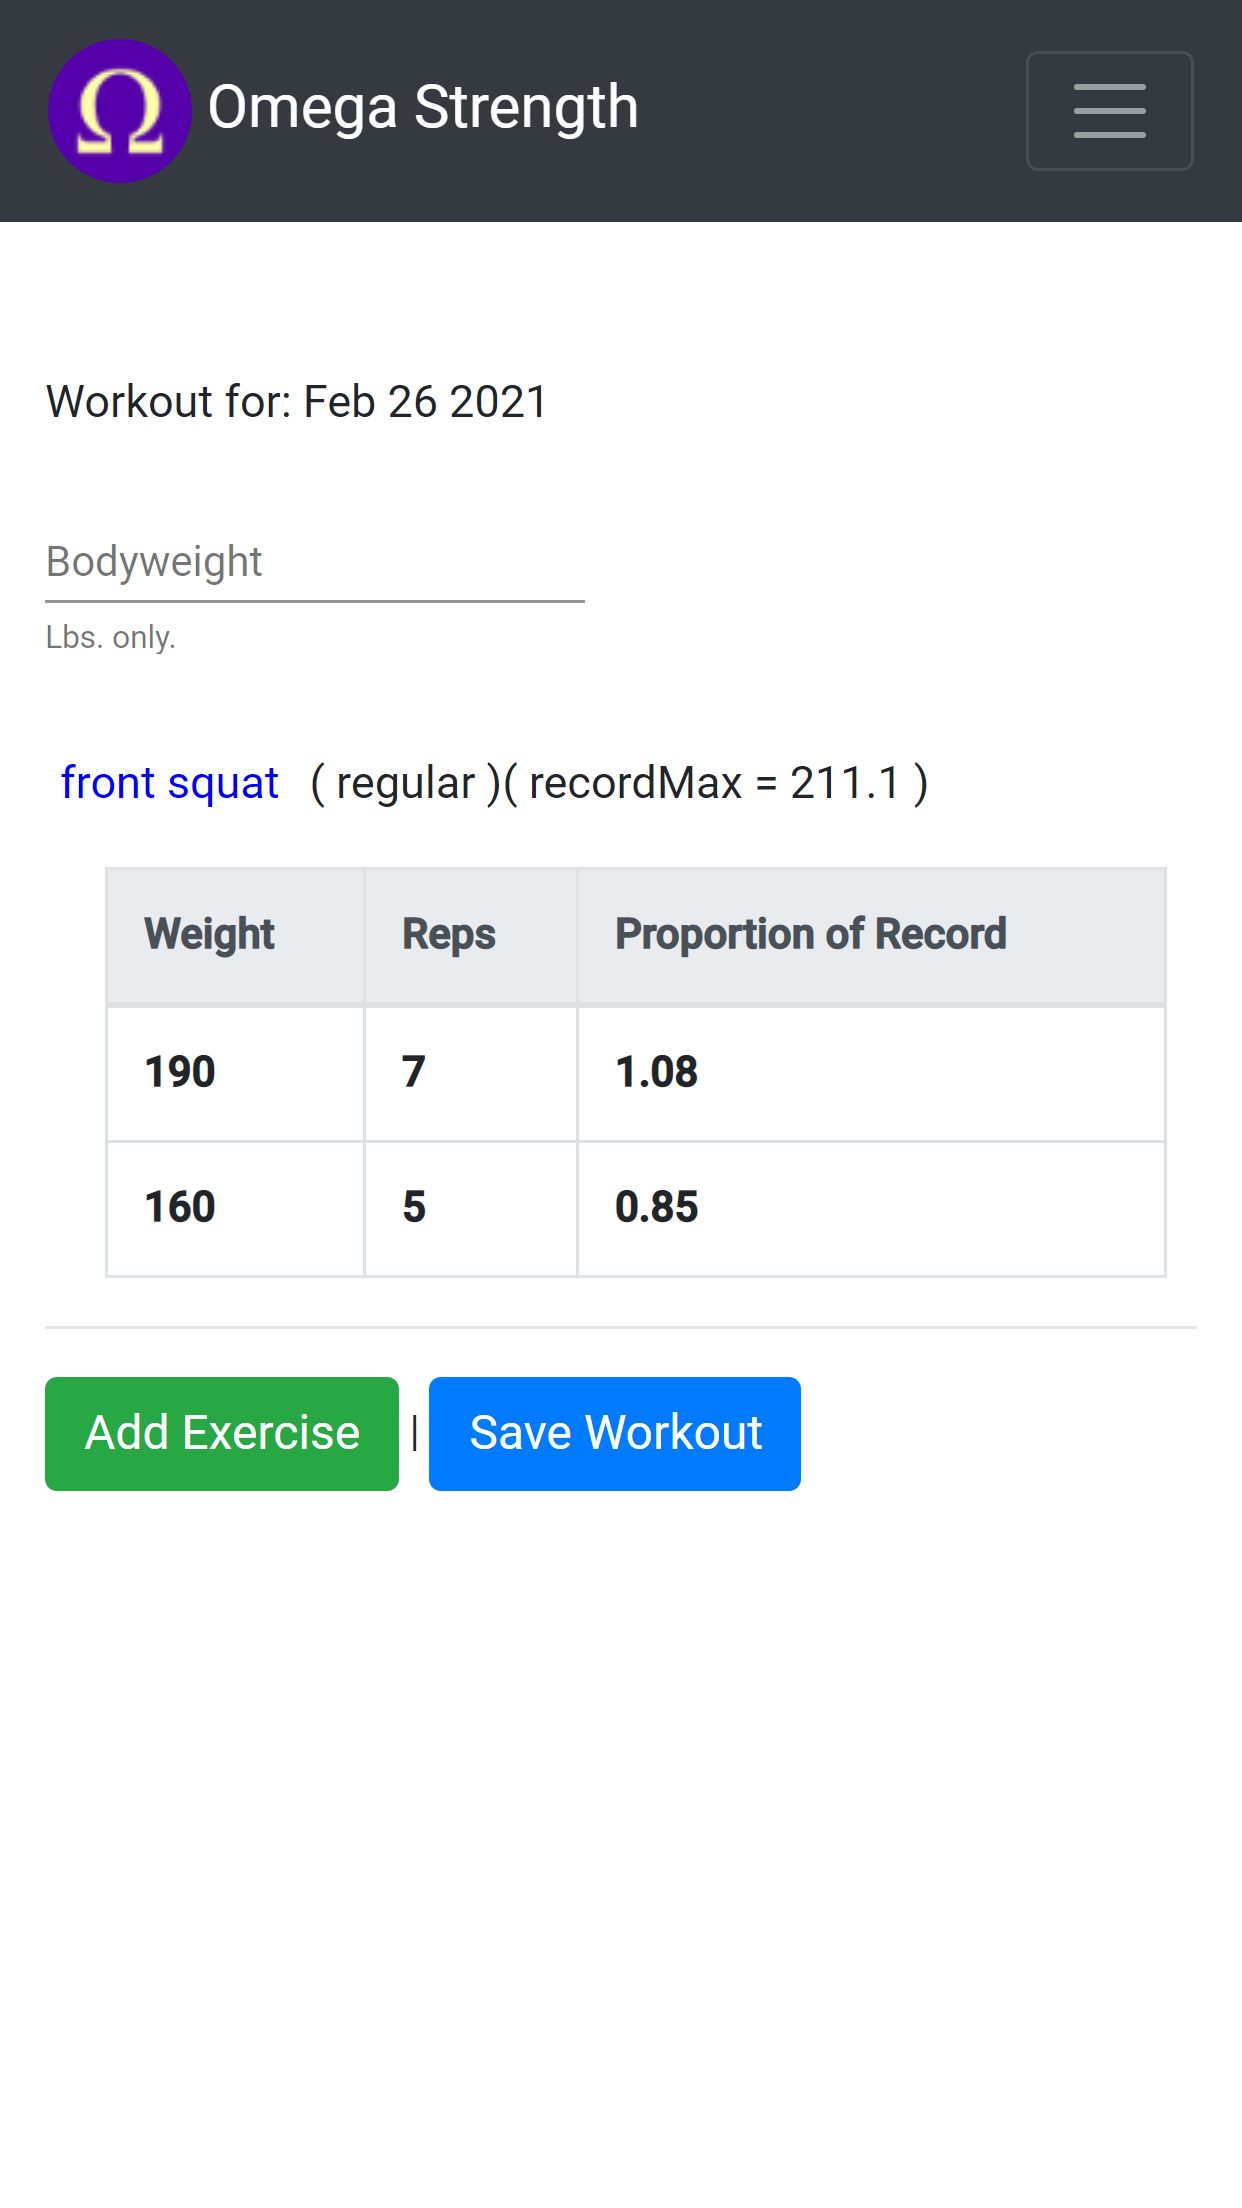 Ω Omega Strength
Workout for: Feb 26 2021
Bodyweight
Lbs. only.
front squat ( regular )( recordMax = 211.1 )
Weight Reps Proportion of Record
190 7 1.08
160 5 0.85
Add Exercise | Save Workout